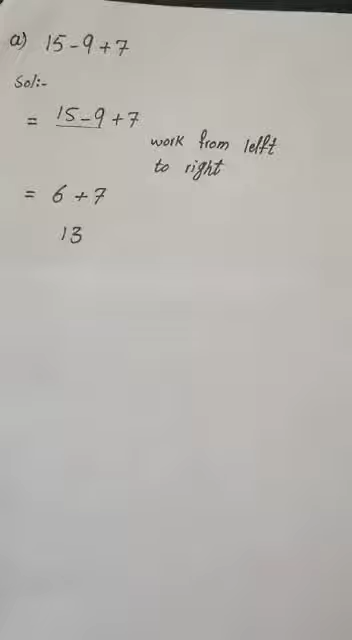 a) 15-9+7
Sol:-
= 15-9+7
work from lelft
to right
= 6+7
13